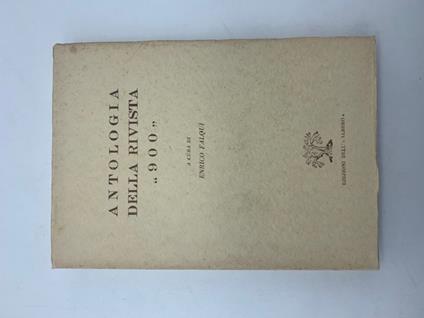 ANTOLOGIA
DELLA RIVISTA
„900„
A CURA DI
ENRICO FALQUI
EDIZIONI DELL'« ALBERO »